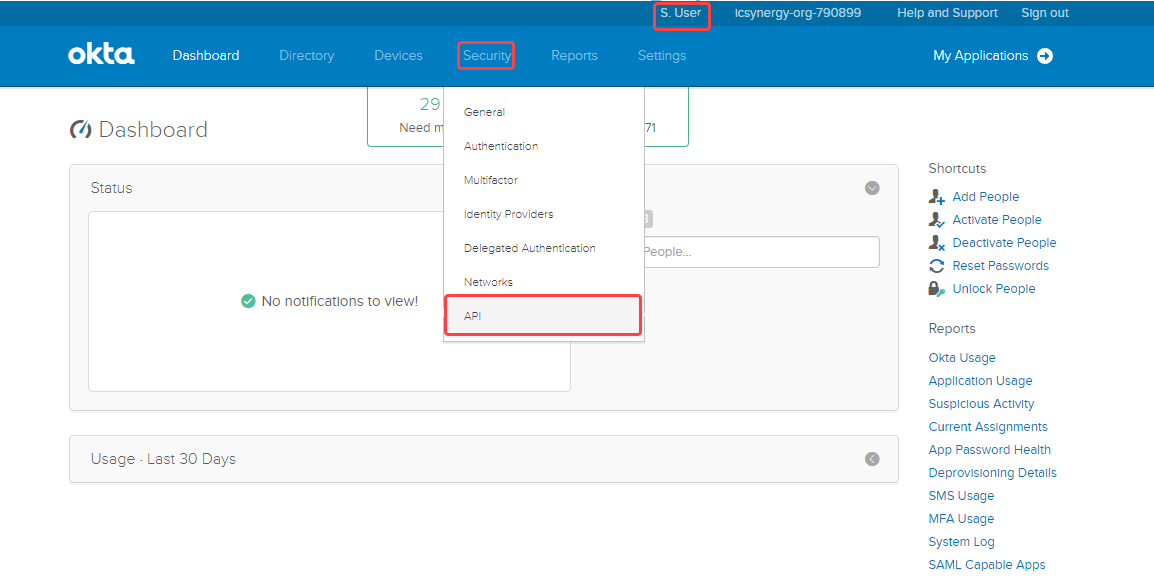 S. User icsynergy-org-790899 Help and Support Sign out
okta Dashboard Directory Devices Security Reports Settings My Applications
29
Need m
71
General
Authentication
Multifactor
Identity Providers
Delegated Authentication
Networks
API
Dashboard
Status
No notifications to view!
People...
Usage · Last 30 Days
Shortcuts
Add People
Activate People
Deactivate People
Reset Passwords
Unlock People
Reports
Okta Usage
Application Usage
Suspicious Activity
Current Assignments
App Password Health
Deprovisioning Details
SMS Usage
MFA Usage
System Log
SAML Capable Apps